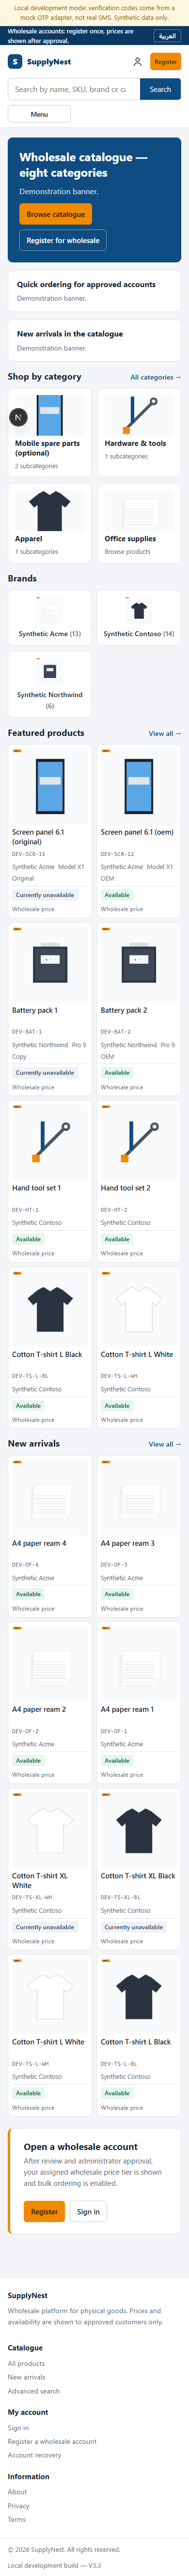 Local development mode: verification codes come from a
mock OTP adapter, not real SMS. Synthetic data only.
Wholesale accounts: register once, prices are
shown after approval.
العربية
S
SupplyNest
Register
Search by name, SKU, brand or ca
Search
Menu
Wholesale catalogue —
eight categories
Demonstration banner.
Browse catalogue
Register for wholesale
Quick ordering for approved accounts
Demonstration banner.
New arrivals in the catalogue
Demonstration banner.
Shop by category
All categories →
N
Mobile spare parts
(optional)
2 subcategories
Hardware & tools
1 subcategories
Apparel
1 subcategories
Office supplies
Browse products
Brands
Synthetic Acme (13)
Synthetic Contoso (14)
Synthetic Northwind
(6)
Featured products
View all →
Screen panel 6.1
(original)
DEV-SCR-11
Synthetic Acme Model X1
Original
Currently unavailable
Wholesale price
Screen panel 6.1 (oem)
DEV-SCR-12
Synthetic Acme Model X1
OEM
Available
Wholesale price
Battery pack 1
DEV-BAT-1
Synthetic Northwind Pro 9
Copy
Currently unavailable
Wholesale price
Battery pack 2
DEV-BAT-2
Synthetic Northwind Pro 9
OEM
Available
Wholesale price
Hand tool set 1
DEV-HT-1
Synthetic Contoso
Available
Wholesale price
Hand tool set 2
DEV-HT-2
Synthetic Contoso
Available
Wholesale price
Cotton T-shirt L Black
DEV-TS-L-BL
Synthetic Contoso
Available
Wholesale price
Cotton T-shirt L White
DEV-TS-L-WH
Synthetic Contoso
Available
Wholesale price
New arrivals
View all →
A4 paper ream 4
DEV-OF-4
Synthetic Acme
Available
Wholesale price
A4 paper ream 3
DEV-OF-3
Synthetic Acme
Available
Wholesale price
A4 paper ream 2
DEV-OF-2
Synthetic Acme
Available
Wholesale price
A4 paper ream 1
DEV-OF-1
Synthetic Acme
Available
Wholesale price
Cotton T-shirt XL
White
DEV-TS-XL-WH
Synthetic Contoso
Currently unavailable
Wholesale price
Cotton T-shirt XL Black
DEV-TS-XL-BL
Synthetic Contoso
Currently unavailable
Wholesale price
Cotton T-shirt L White
DEV-TS-L-WH
Synthetic Contoso
Available
Wholesale price
Cotton T-shirt L Black
DEV-TS-L-BL
Synthetic Contoso
Available
Wholesale price
Open a wholesale account
After review and administrator approval,
your assigned wholesale price tier is shown
and bulk ordering is enabled.
Register
Sign in
SupplyNest
Wholesale platform for physical goods. Prices and
availability are shown to approved customers only.
Catalogue
All products
New arrivals
Advanced search
My account
Sign in
Register a wholesale account
Account recovery
Information
About
Privacy
Terms
© 2026 SupplyNest. All rights reserved.
Local development build — V3.3